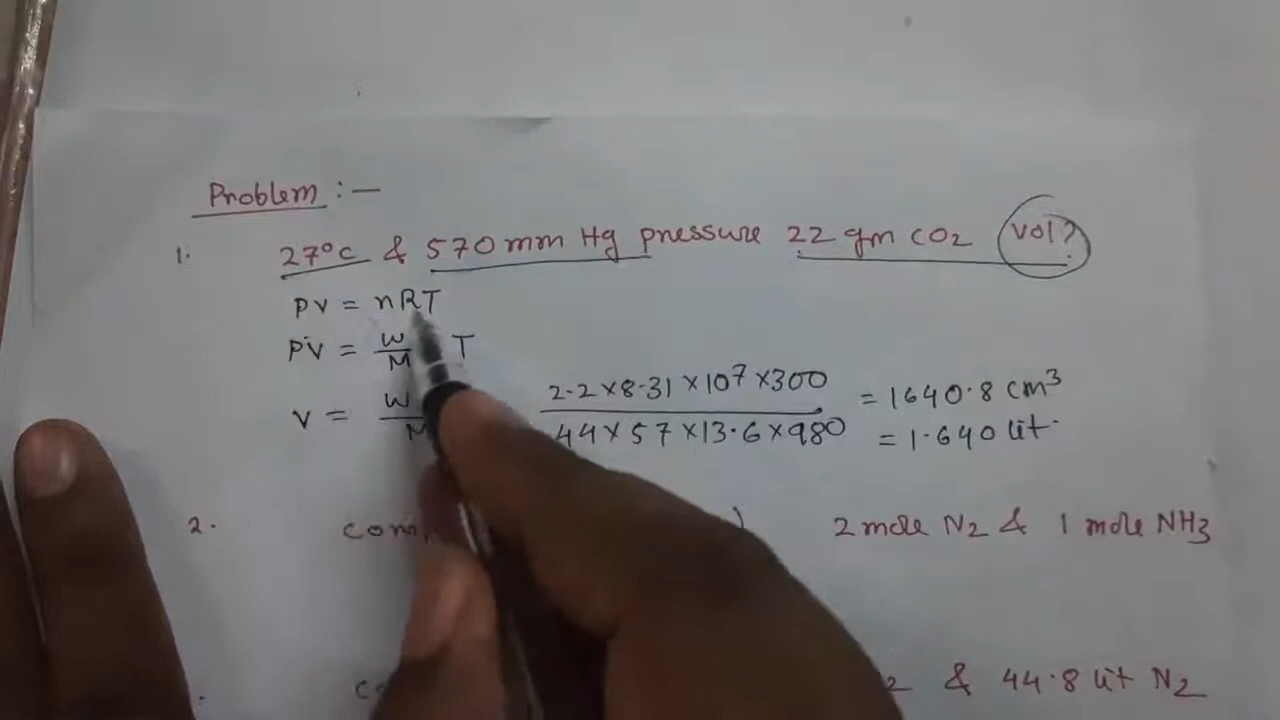 Problem :-
1. 27°C & 570 mm Hg pressure 22 gm CO2 vol?
PV = nRT
PV = W/M T
V = W/M 2.2×8.31×10^7×300 / 44×57×13.6×980 = 1640.8 cm³
= 1.640 lit.
2. 2 mole N2 & 1 mole NH3
& 44.8 lit N2